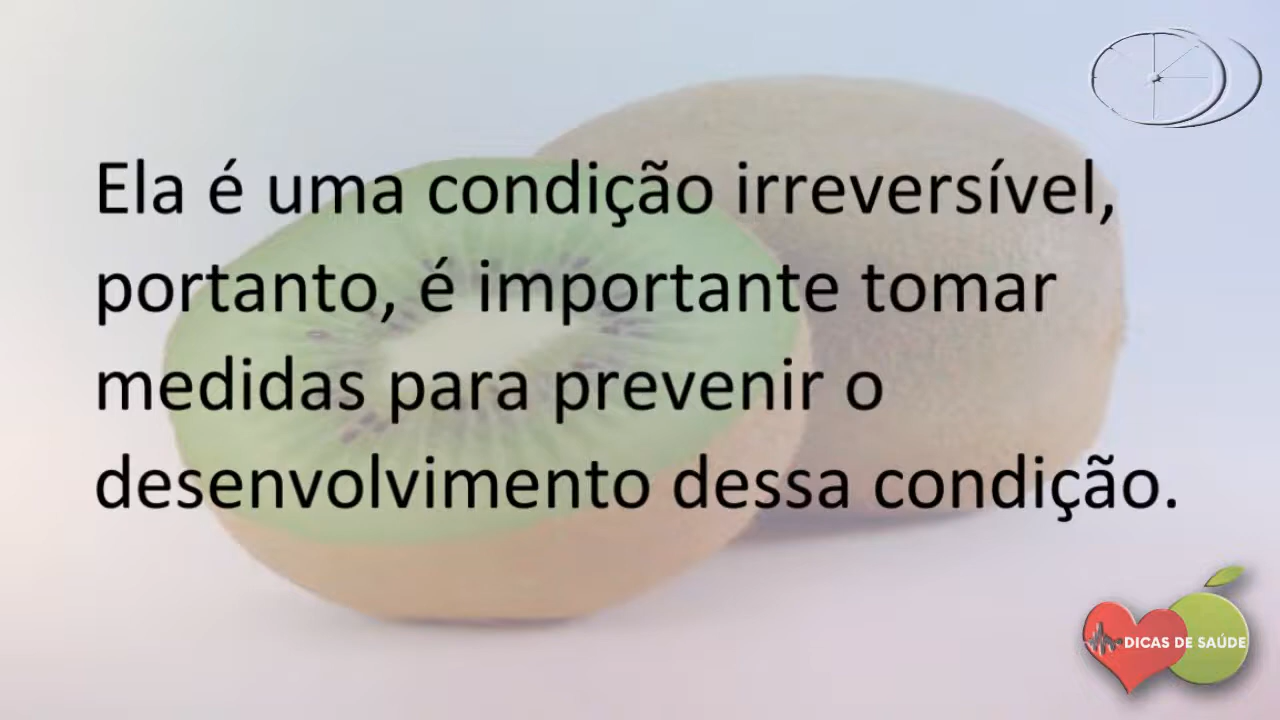 Ela é uma condição irreversível,
portanto, é importante tomar
medidas para prevenir o
desenvolvimento dessa condição.
DICAS DE SAÚDE